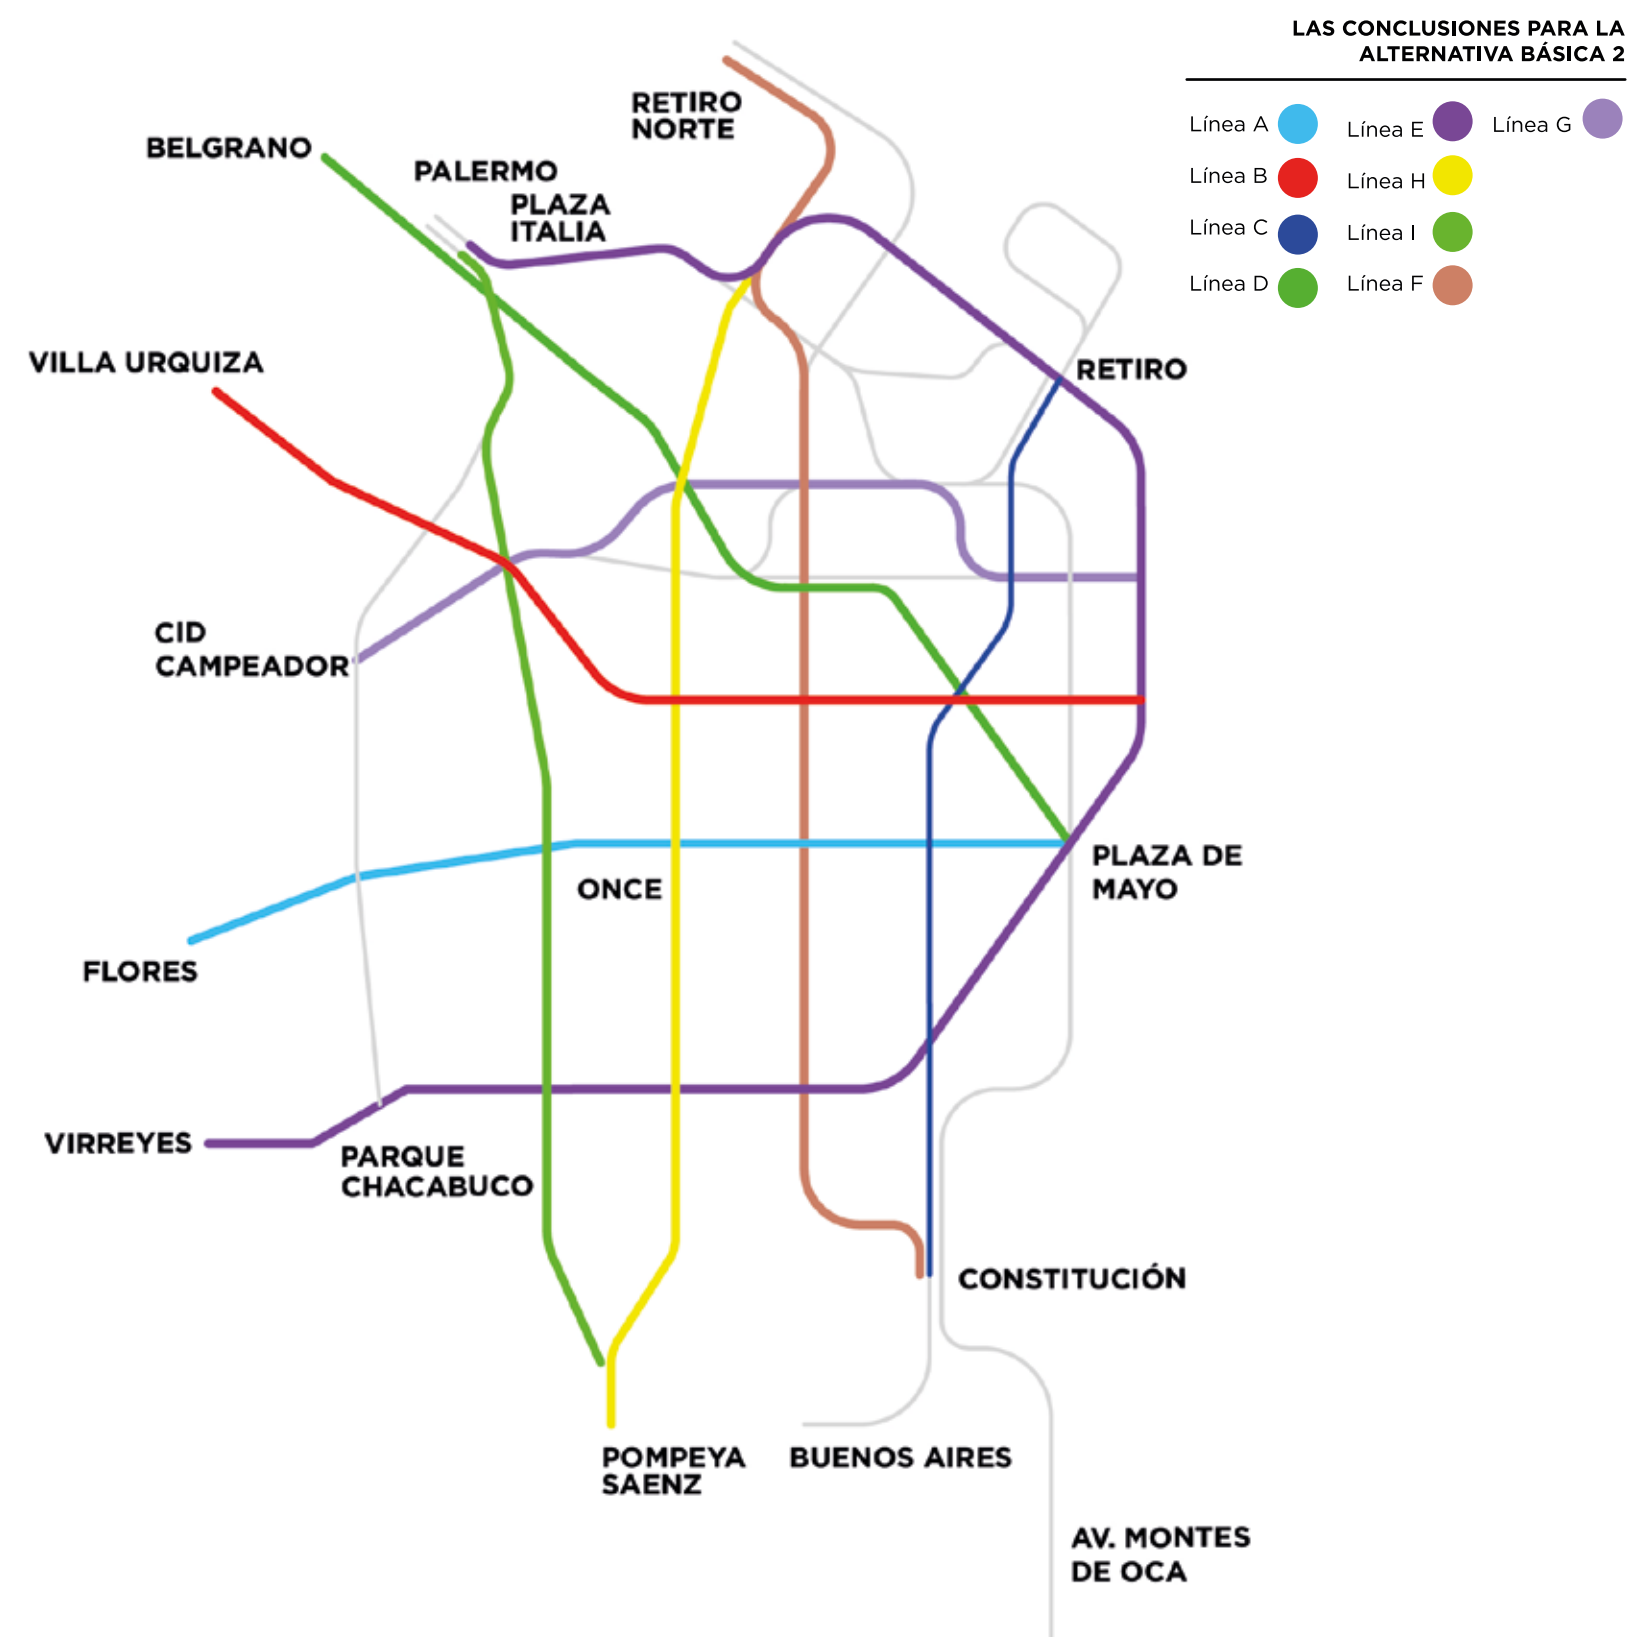 LAS CONCLUSIONES PARA LA
ALTERNATIVA BÁSICA 2
Línea A
Línea E
Línea G
Línea B
Línea H
Línea C
Línea I
Línea D
Línea F
RETIRO
NORTE
BELGRANO
PALERMO
PLAZA
ITALIA
VILLA URQUIZA
RETIRO
CID
CAMPEADOR
PLAZA DE
MAYO
ONCE
FLORES
VIRREYES
PARQUE
CHACABUCO
CONSTITUCIÓN
POMPEYA
SAENZ
BUENOS AIRES
AV. MONTES
DE OCA